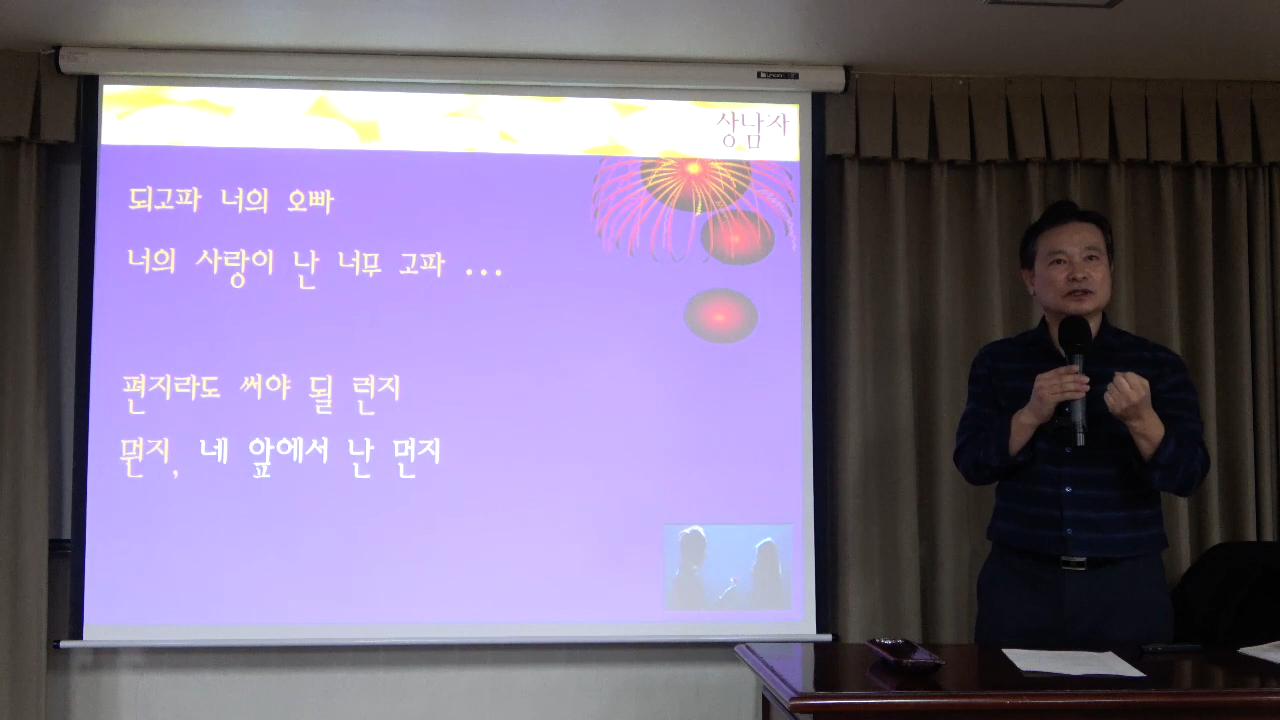 상남자
되고파 너의 오빠
너의 사랑이 난 너무 고파 ...
편지라도 써야 될 런지
뭔지, 네 앞에서 난 먼지